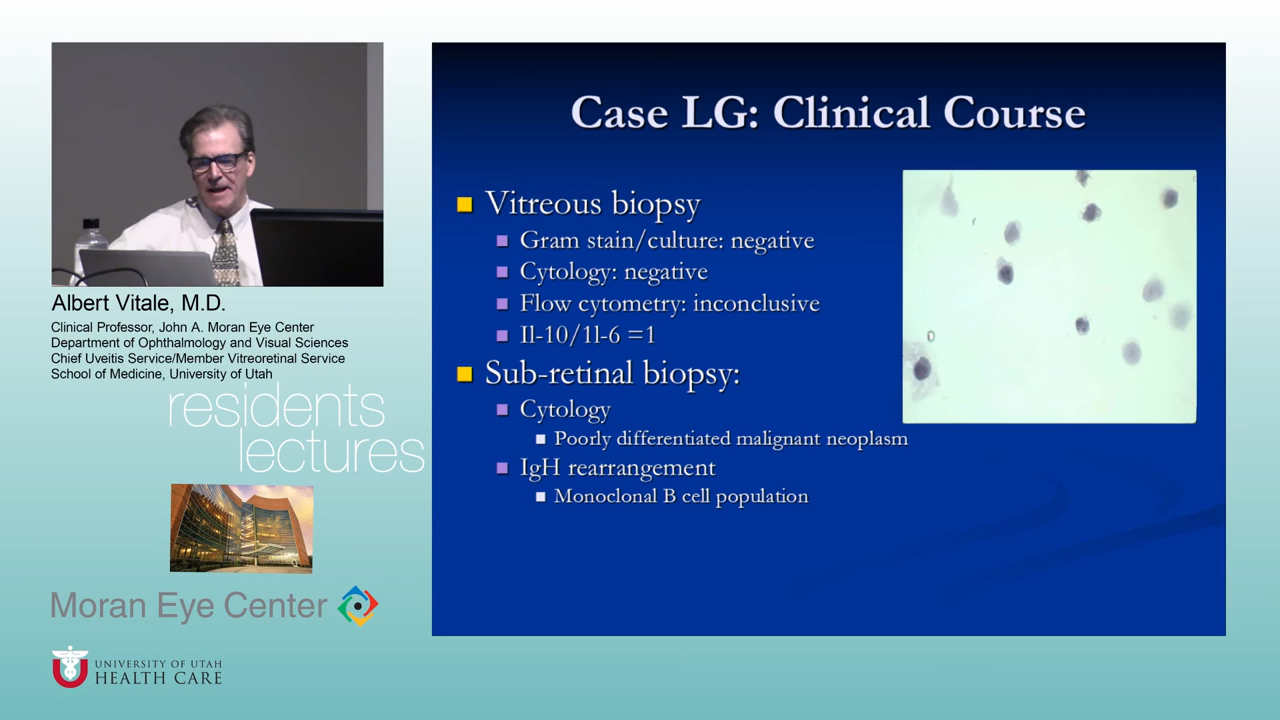 Albert Vitale, M.D.
Clinical Professor, John A. Moran Eye Center
Department of Ophthalmology and Visual Sciences
Chief Uveitis Service/Member Vitreoretinal Service
School of Medicine, University of Utah
residents
lectures
Moran Eye Center
UNIVERSITY OF UTAH
HEALTH CARE
Case LG: Clinical Course
Vitreous biopsy
Gram stain/culture: negative
Cytology: negative
Flow cytometry: inconclusive
Il-10/1l-6 =1
Sub-retinal biopsy:
Cytology
Poorly differentiated malignant neoplasm
IgH rearrangement
Monoclonal B cell population